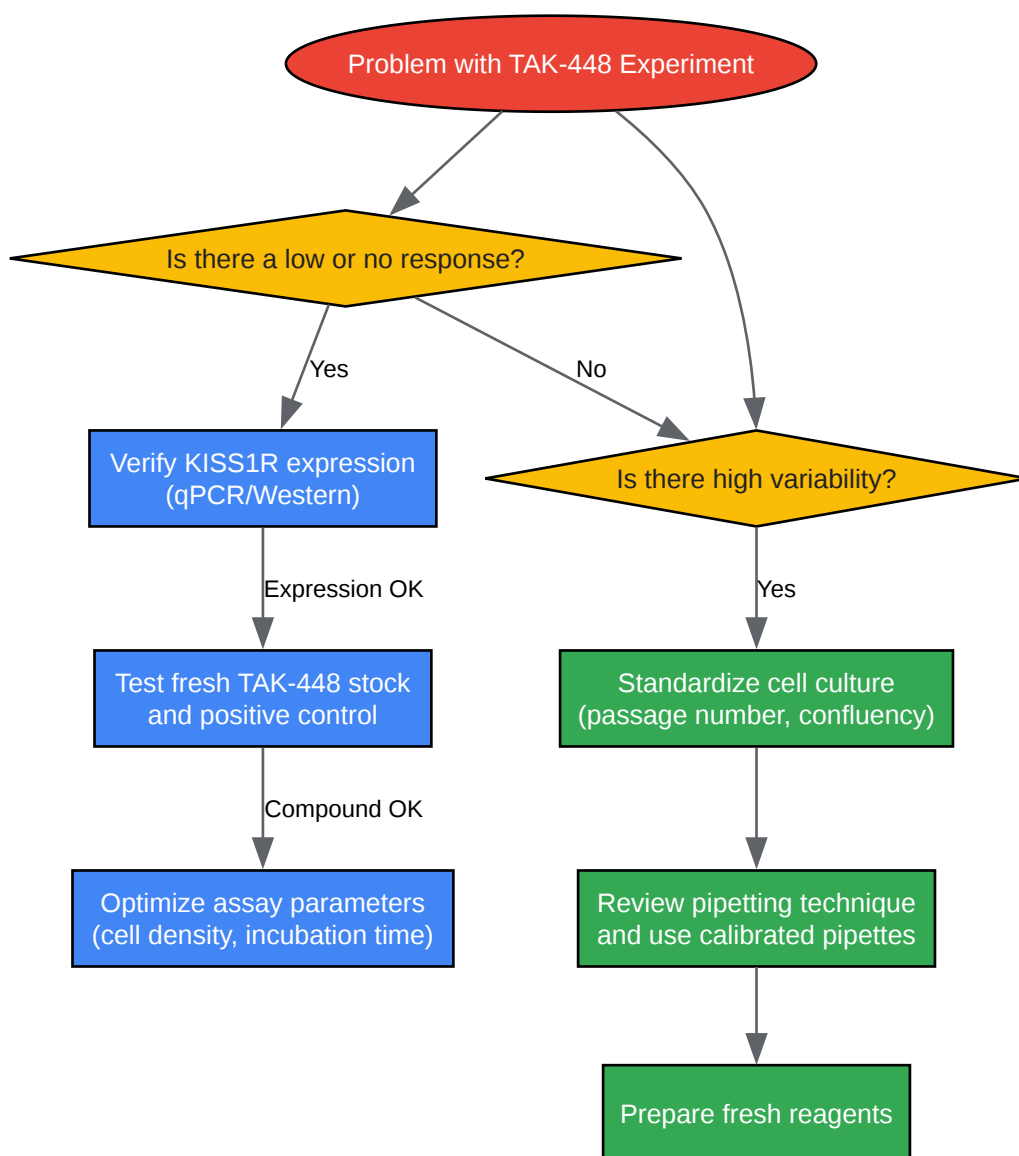 Problem with TAK-448 Experiment
Is there a low or no response?
Yes
No
Verify KISS1R expression
(qPCR/Western)
Is there high variability?
Expression OK
Yes
Test fresh TAK-448 stock
and positive control
Standardize cell culture
(passage number, confluency)
Compound OK
Optimize assay parameters
(cell density, incubation time)
Review pipetting technique
and use calibrated pipettes
Prepare fresh reagents